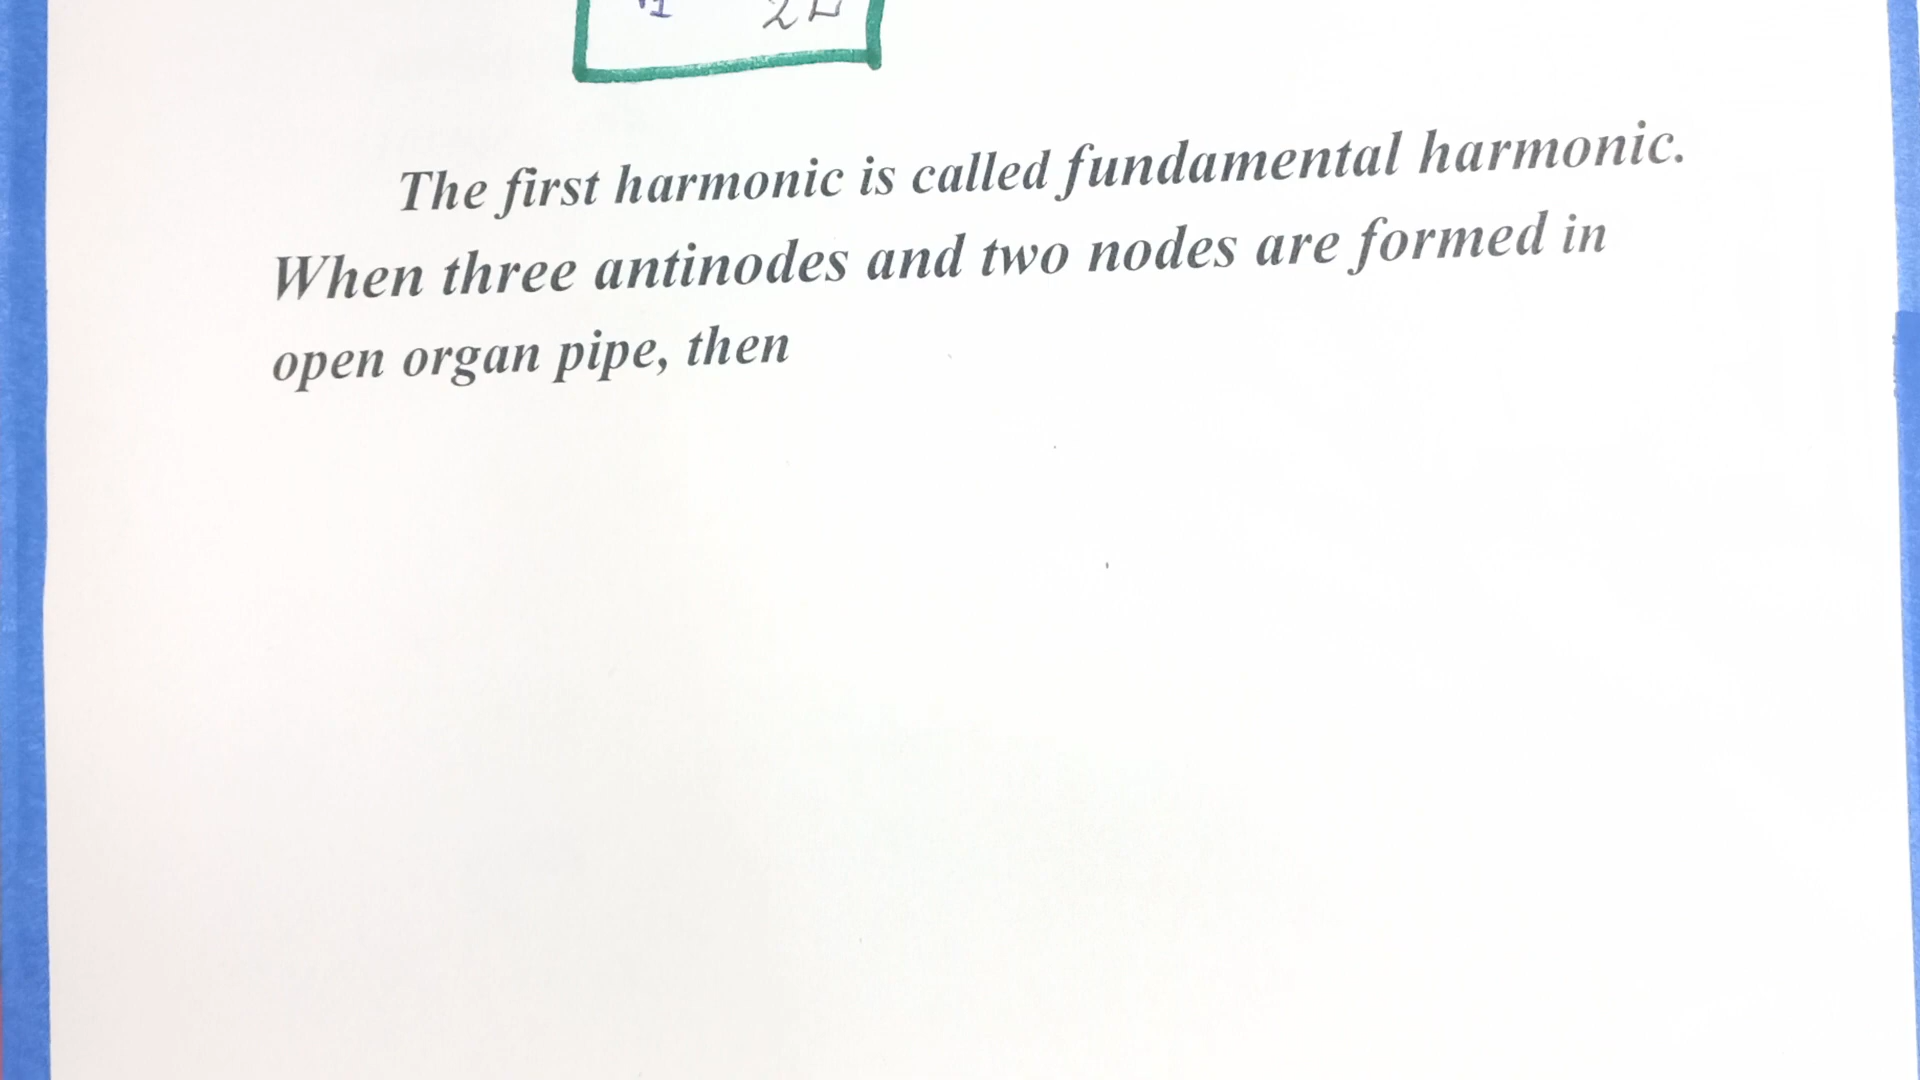 2L
The first harmonic is called fundamental harmonic.
When three antinodes and two nodes are formed in
open organ pipe, then